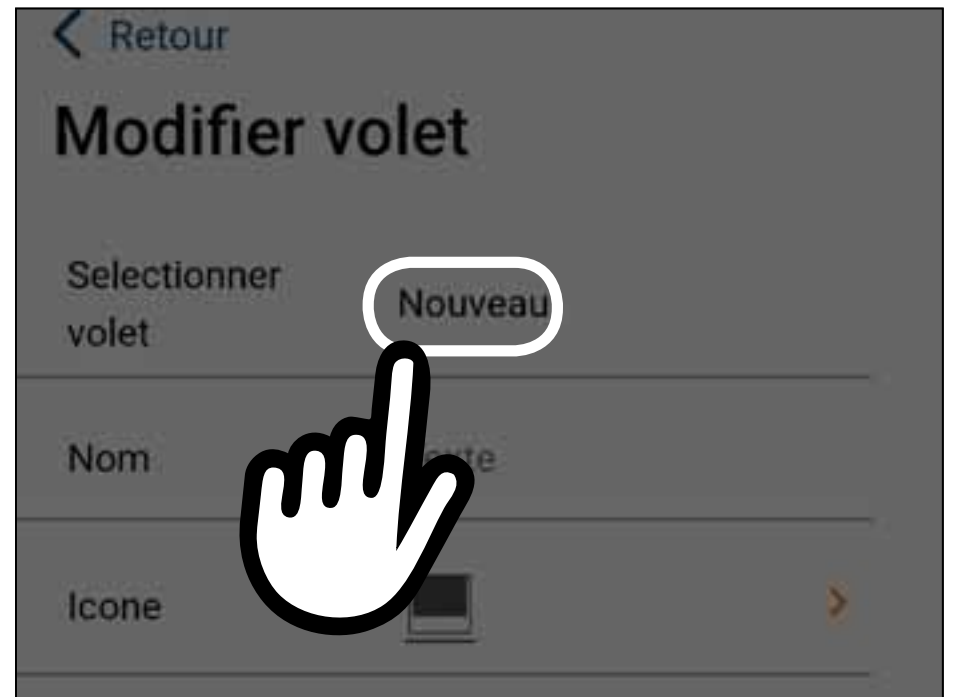 Retour
Modifier volet
Selectionner
volet
Nouveau
Nom
Icone